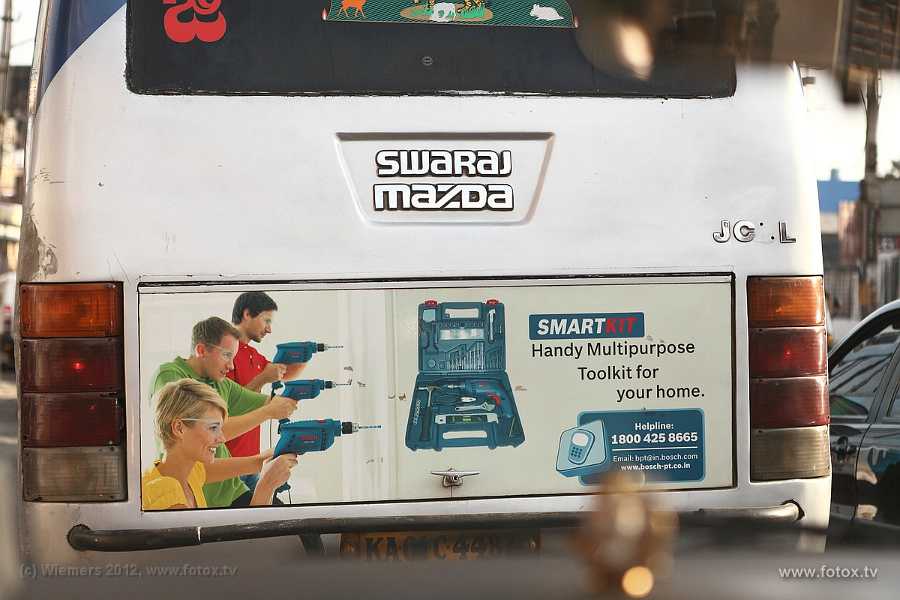 SWARAJ
mazda
JC L
SMARTKIT
Handy Multipurpose
Toolkit for
your home.
Helpline:
1800 425 8665
Email: bpt@in.bosch.com
www.bosch-pt.co.in
(c) Wiemers 2012, www.fotox.tv
www.fotox.tv